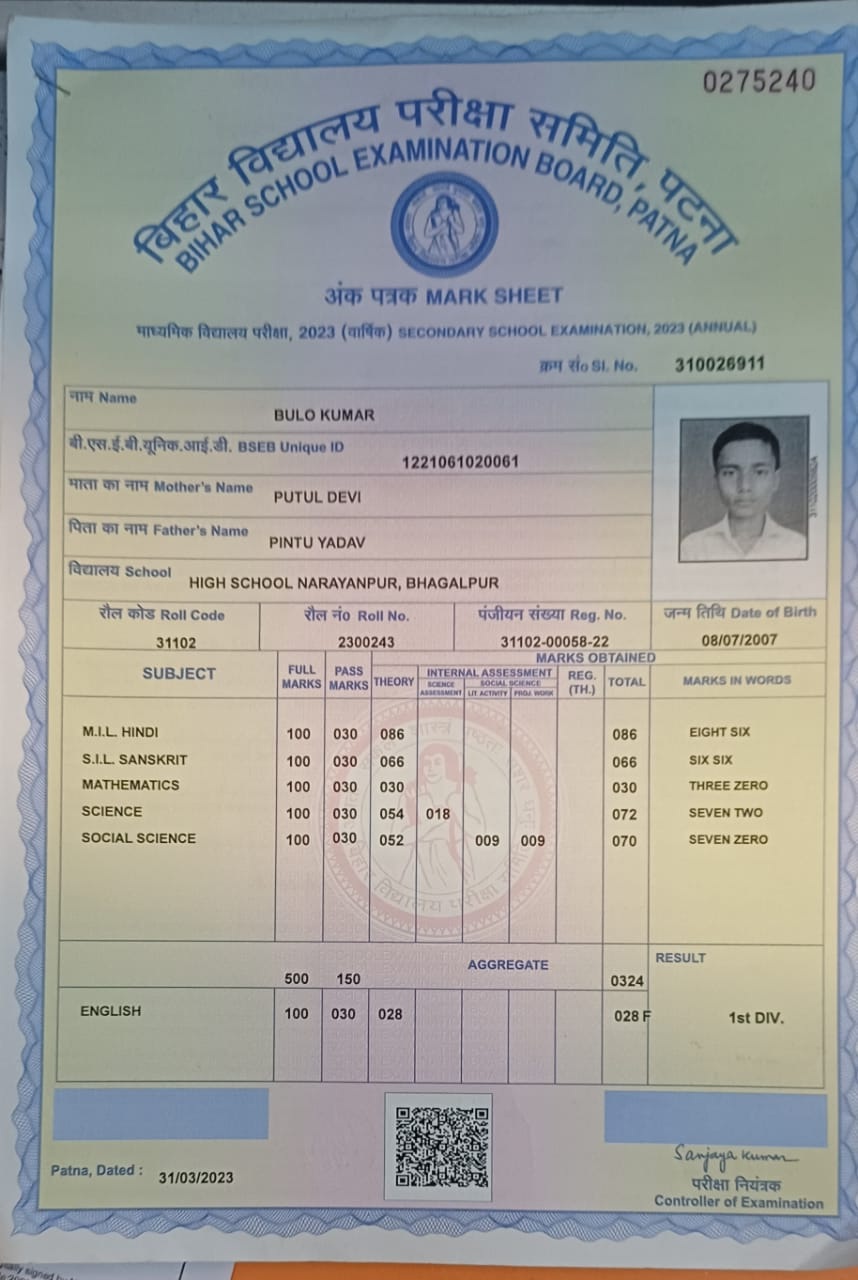 0275240
बिहार विद्यालय परीक्षा समिति, पटना
BIHAR SCHOOL EXAMINATION BOARD, PATNA
अंक पत्रक MARK SHEET
माध्यमिक विद्यालय परीक्षा, 2023 (वार्षिक) SECONDARY SCHOOL EXAMINATION, 2023 (ANNUAL)
क्रम सं० Sl. No. 310026911
नाम Name
BULO KUMAR
बी.एस.ई.बी.यूनिक.आई.डी. BSEB Unique ID
1221061020061
माता का नाम Mother's Name
PUTUL DEVI
पिता का नाम Father's Name
PINTU YADAV
विद्यालय School
HIGH SCHOOL NARAYANPUR, BHAGALPUR
रौल कोड Roll Code रौल नं० Roll No. पंजीयन संख्या Reg. No. जन्म तिथि Date of Birth
31102 2300243 31102-00058-22 08/07/2007
MARKS OBTAINED
SUBJECT FULL MARKS PASS MARKS THEORY INTERNAL ASSESSMENT REG. (TH.) TOTAL MARKS IN WORDS
SCIENCE ASSESSMENT SOCIAL SCIENCE
LIT. ACTIVITY PROJ. WORK
M.I.L. HINDI 100 030 086 086 EIGHT SIX
S.I.L. SANSKRIT 100 030 066 066 SIX SIX
MATHEMATICS 100 030 030 030 THREE ZERO
SCIENCE 100 030 054 018 072 SEVEN TWO
SOCIAL SCIENCE 100 030 052 009 009 070 SEVEN ZERO
बिहार विद्यालय परीक्षा समिति
AGGREGATE RESULT
500 150 0324
ENGLISH 100 030 028 028 F 1st DIV.
Patna, Dated : 31/03/2023
Sanjaya Kumar
परीक्षा नियंत्रक
Controller of Examination